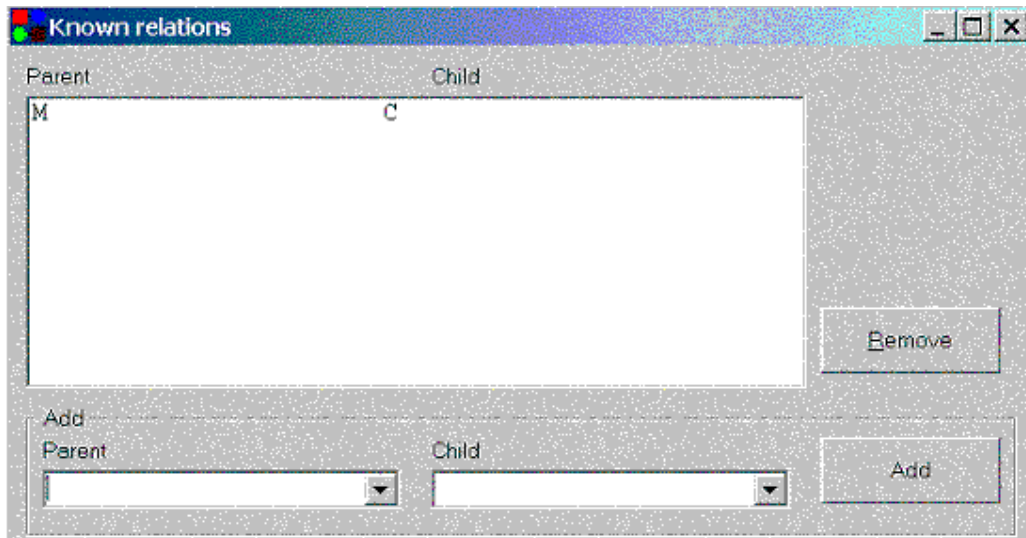 Known relations
Parent Child
M C
Remove
Add
Parent Child
Add